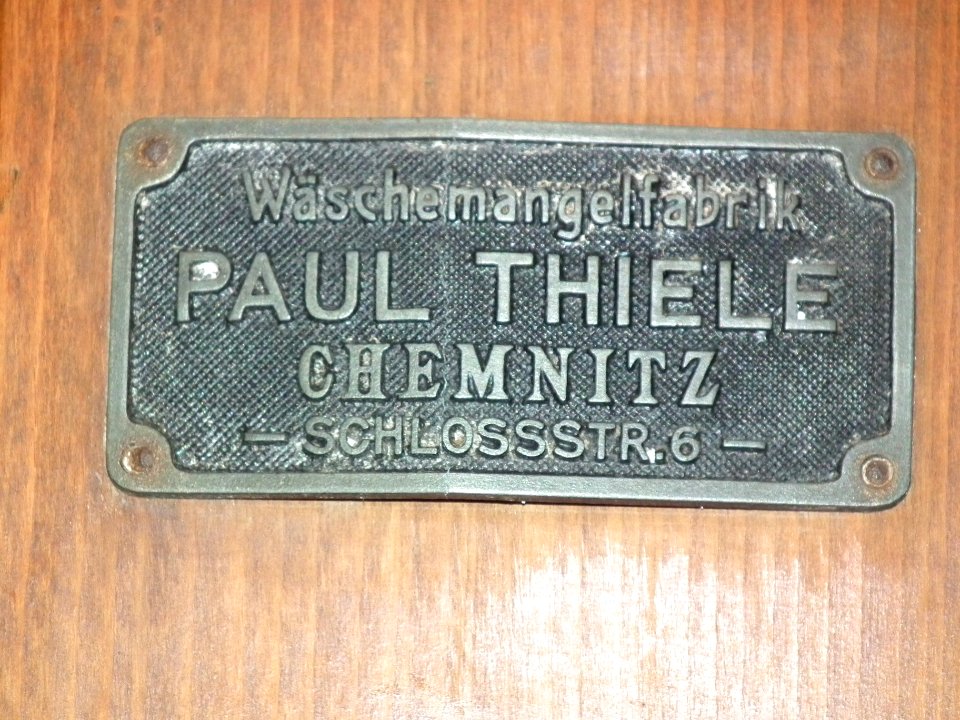 Wäschemangelfabrik
PAUL THIELE
CHEMNITZ
— SCHLOSSSTR.6 —